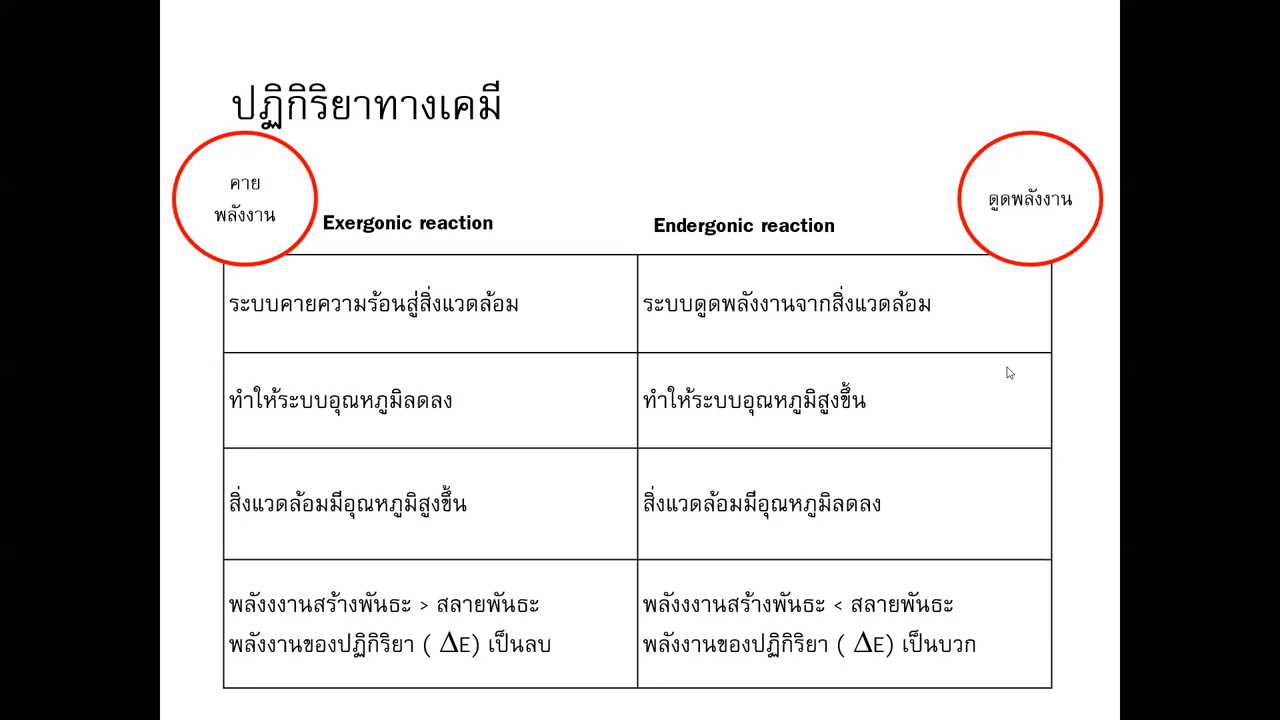 ปฏิกิริยาทางเคมี
คาย
พลังงาน
Exergonic reaction
Endergonic reaction
ดูดพลังงาน
ระบบคายความร้อนสู่สิ่งแวดล้อม
ระบบดูดพลังงานจากสิ่งแวดล้อม
ทำให้ระบบอุณหภูมิลดลง
ทำให้ระบบอุณหภูมิสูงขึ้น
สิ่งแวดล้อมมีอุณหภูมิสูงขึ้น
สิ่งแวดล้อมมีอุณหภูมิลดลง
พลังงงานสร้างพันธะ > สลายพันธะ
พลังงานของปฏิกิริยา ( ΔE) เป็นลบ
พลังงงานสร้างพันธะ < สลายพันธะ
พลังงานของปฏิกิริยา ( ΔE) เป็นบวก